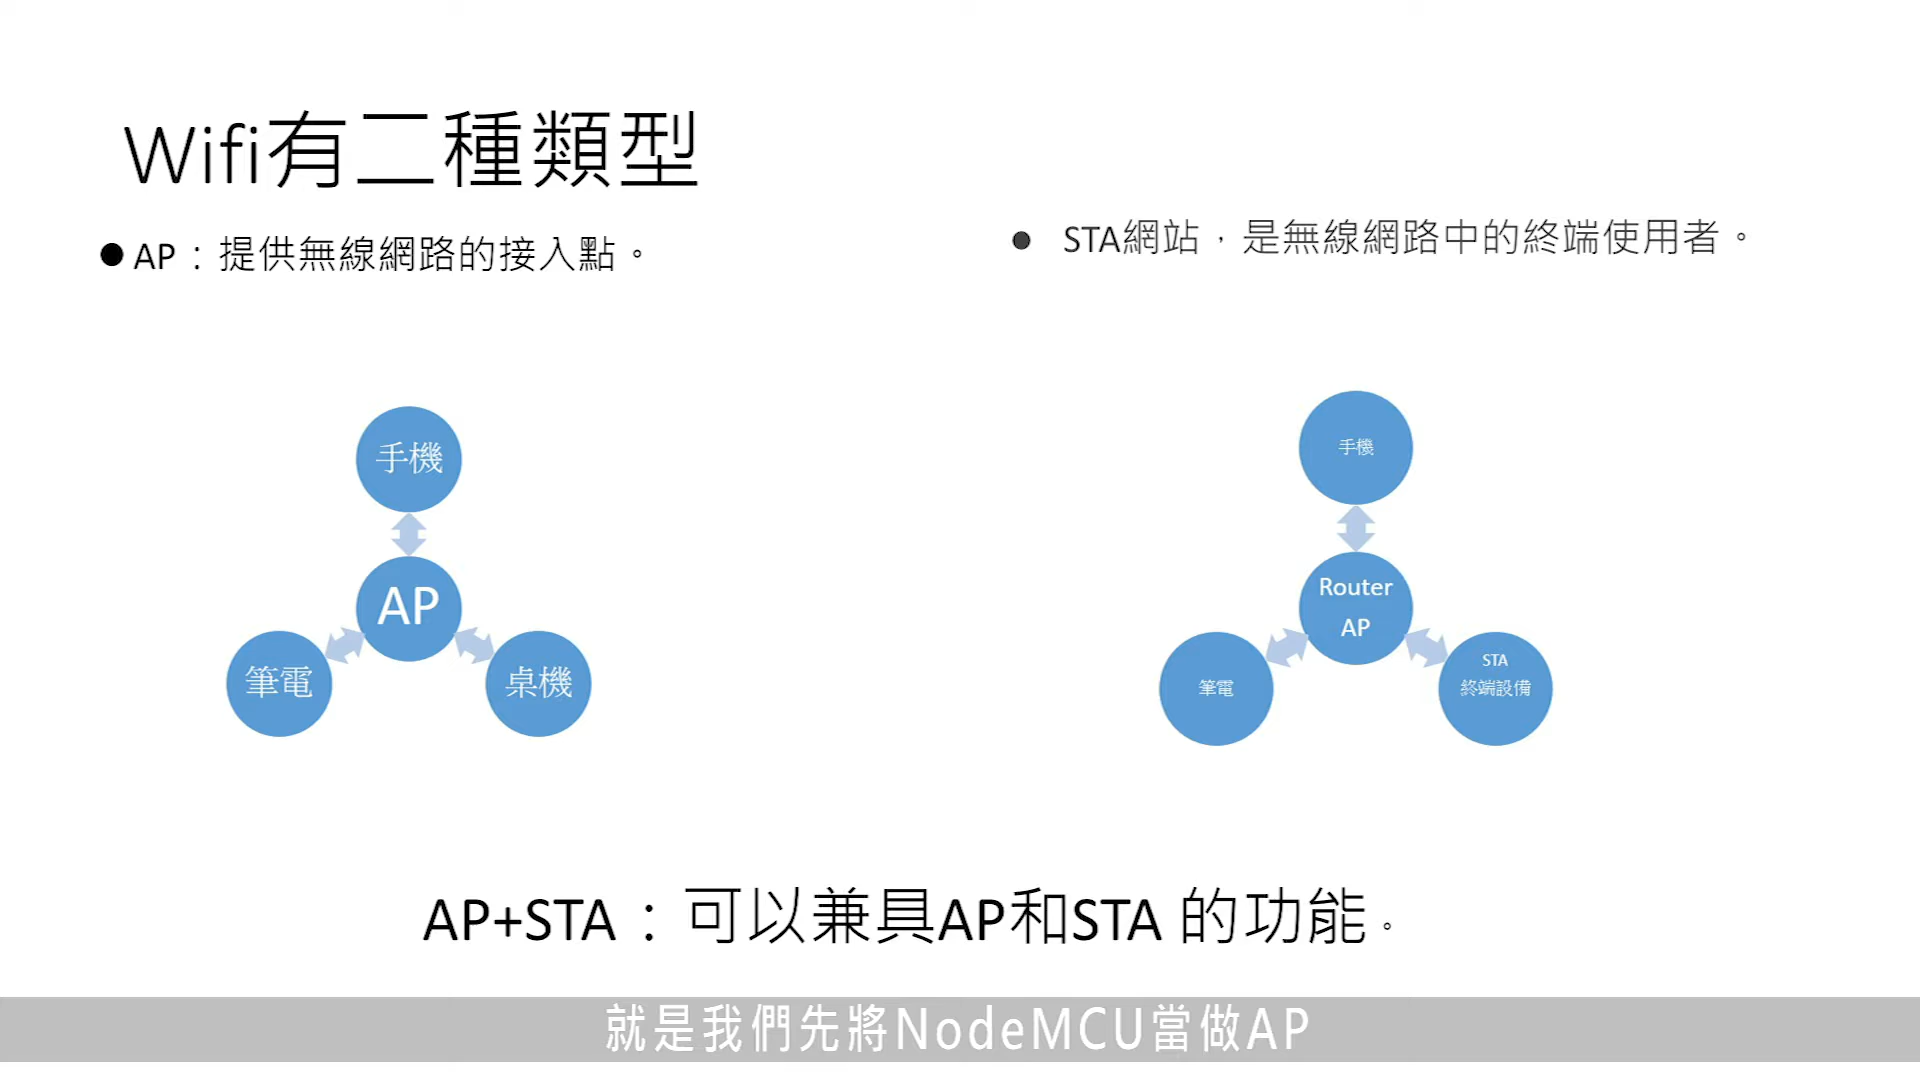 Wifi有二種類型
●AP：提供無線網路的接入點。
● STA網站，是無線網路中的終端使用者。
手機
AP
筆電
桌機
手機
Router
AP
筆電
STA
終端設備
AP+STA：可以兼具AP和STA 的功能。
就是我們先將NodeMCU當做AP